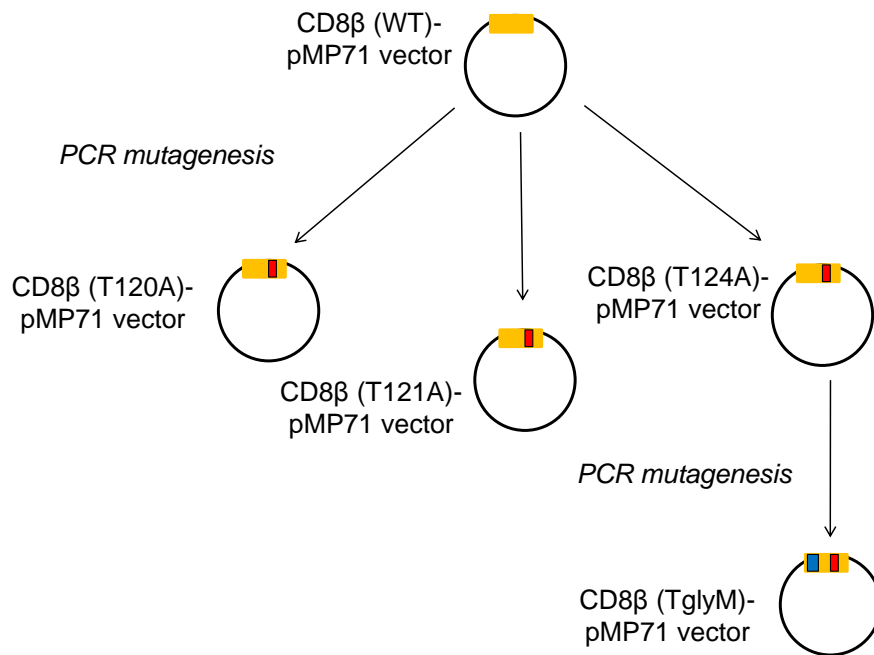 CD8β (WT)-
pMP71 vector
PCR mutagenesis
CD8β (T120A)-
pMP71 vector
CD8β (T121A)-
pMP71 vector
CD8β (T124A)-
pMP71 vector
PCR mutagenesis
CD8β (TglyM)-
pMP71 vector